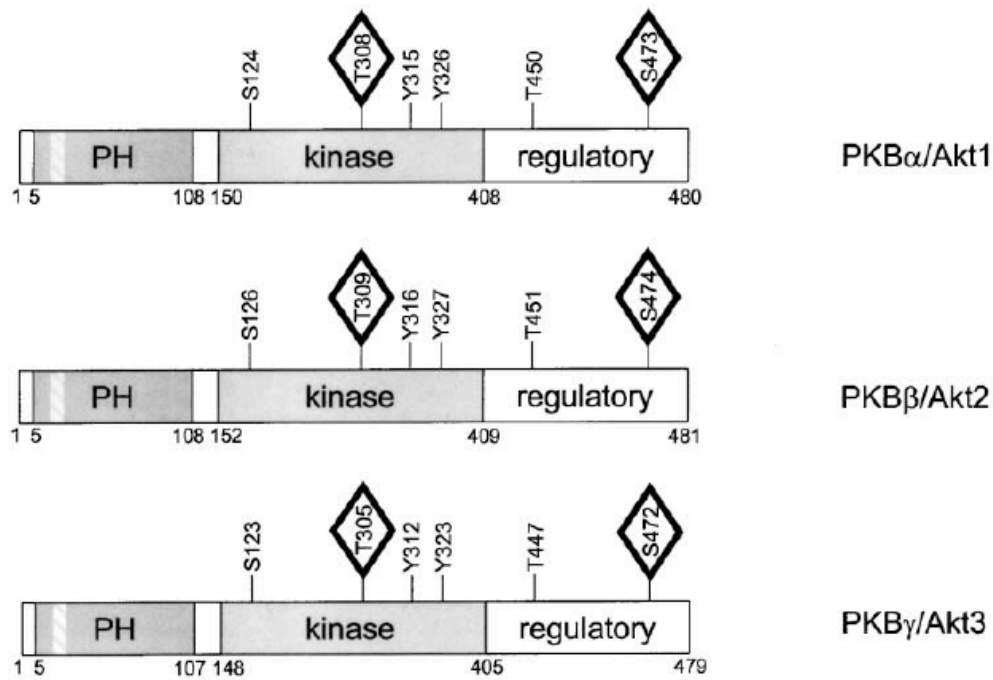 S124 T308 Y315 Y326 T450 S473
PH kinase regulatory PKBα/Akt1
1 5 108 150 408 480
S126 T309 Y316 Y327 T451 S474
PH kinase regulatory PKBβ/Akt2
1 5 108 152 409 481
S123 T305 Y312 Y323 T447 S472
PH kinase regulatory PKBγ/Akt3
1 5 107 148 405 479